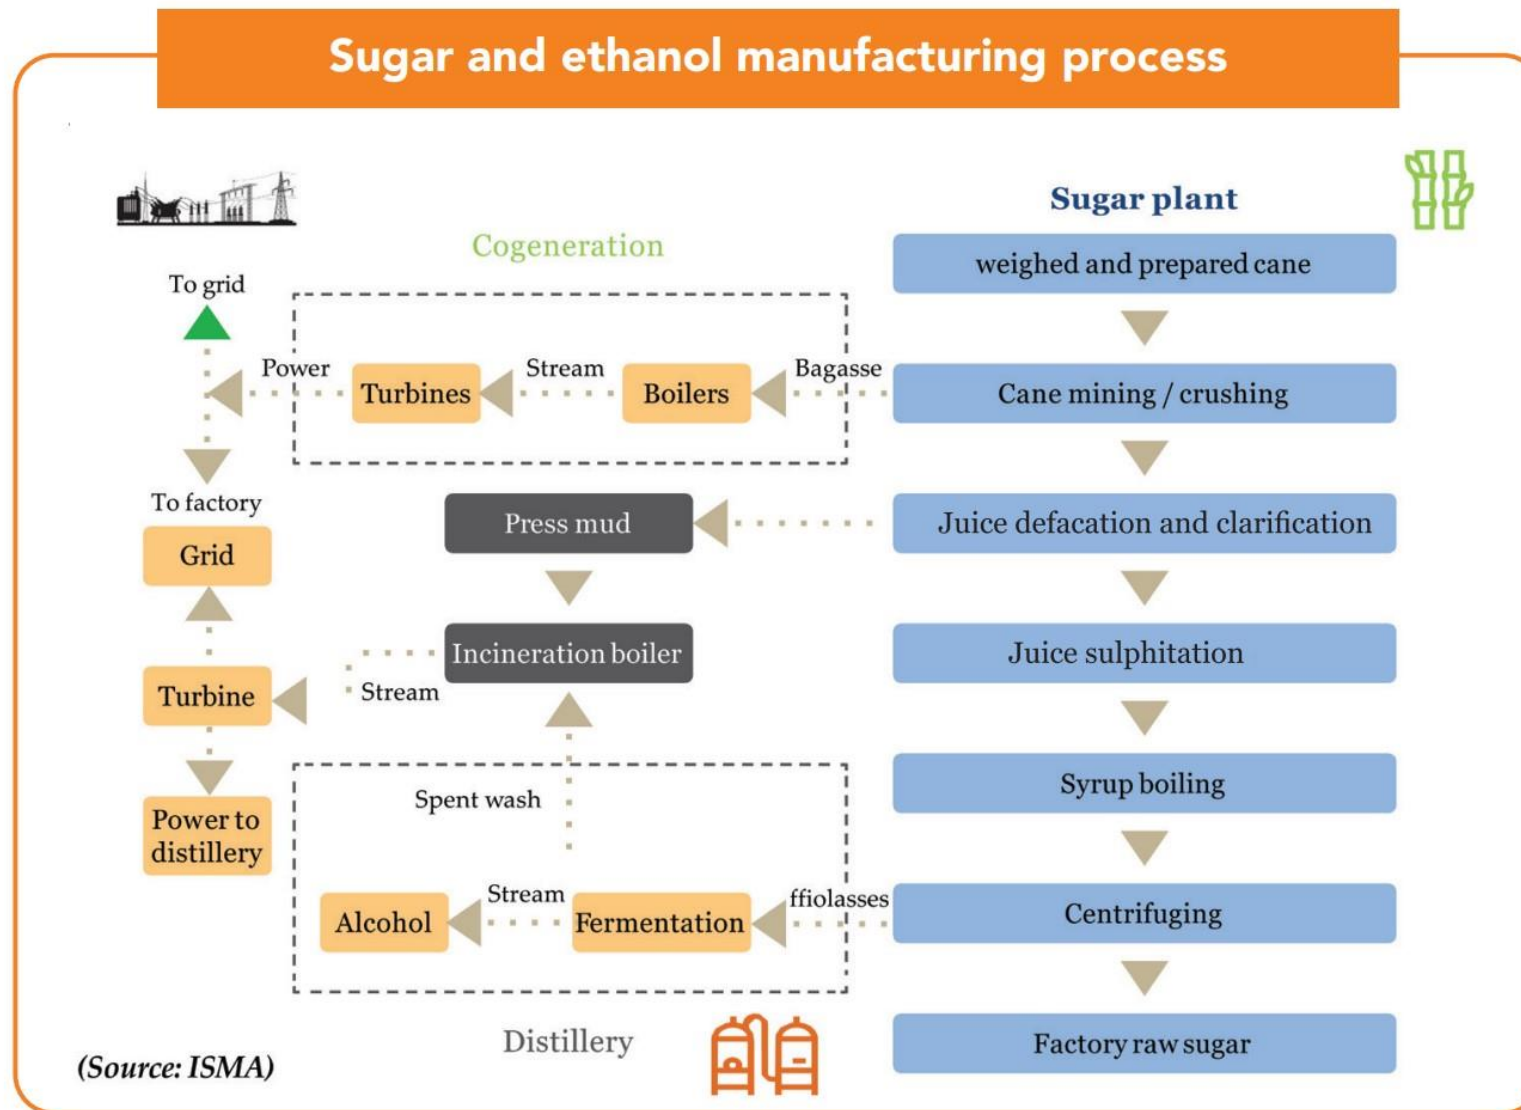 Sugar and ethanol manufacturing process
Sugar plant
Cogeneration
weighed and prepared cane
To grid
Power
Stream
Bagasse
Turbines
Boilers
Cane mining / crushing
To factory
Press mud
Juice defacation and clarification
Grid
Incineration boiler
Juice sulphitation
Stream
Turbine
Syrup boiling
Spent wash
Power to
distillery
Stream
ffiolasses
Alcohol
Fermentation
Centrifuging
Distillery
Factory raw sugar
(Source: ISMA)